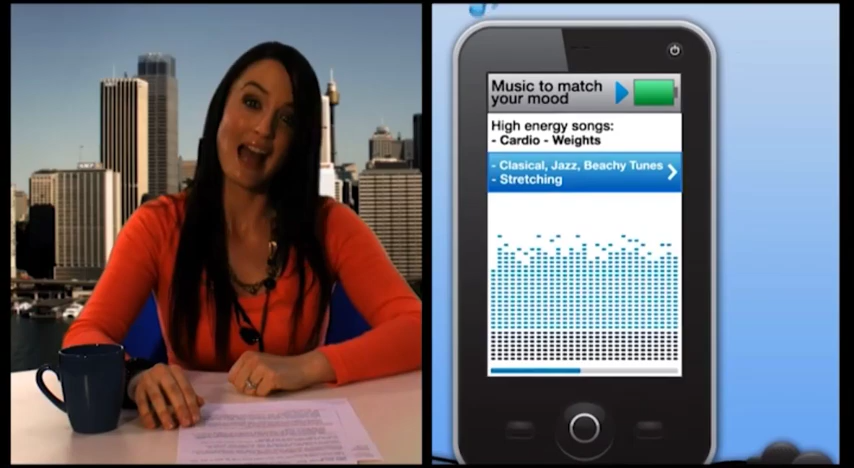 Music to match
your mood
High energy songs:
- Cardio - Weights
- Clasical, Jazz, Beachy Tunes
- Stretching